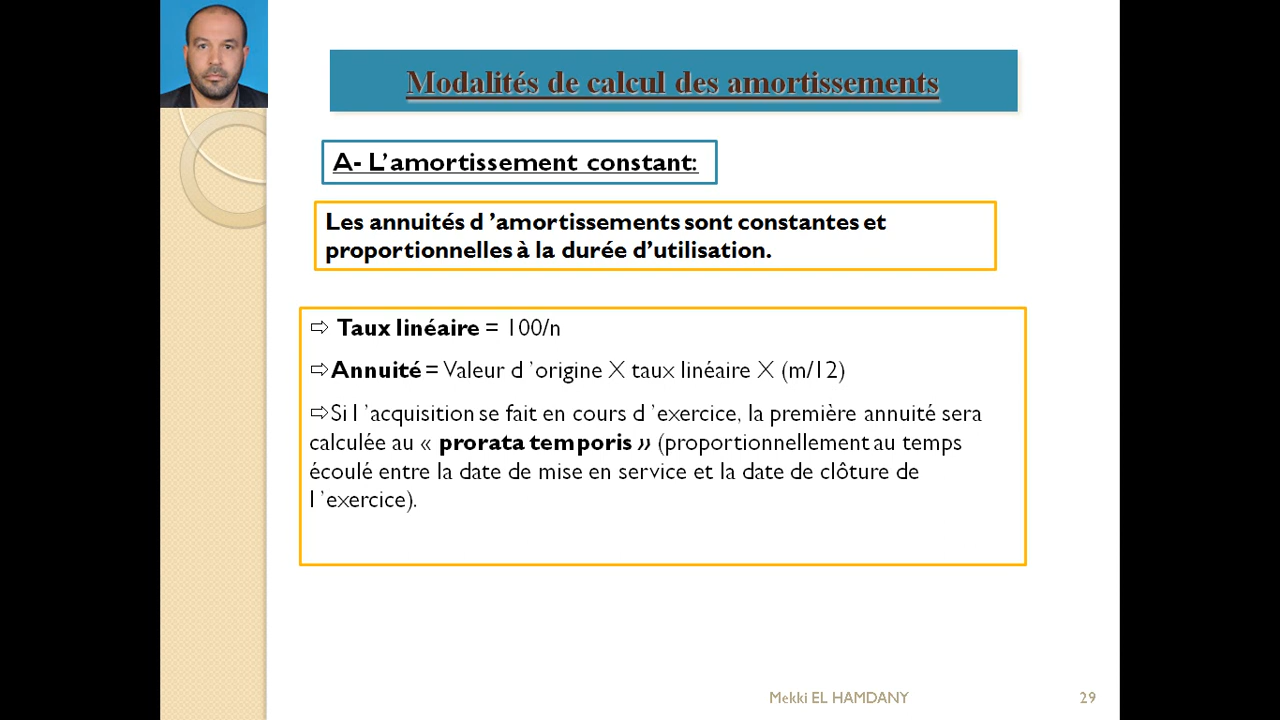 Modalités de calcul des amortissements
A- L’amortissement constant:
Les annuités d ’amortissements sont constantes et
proportionnelles à la durée d’utilisation.
⇨ Taux linéaire = 100/n
⇨Annuité = Valeur d ’origine X taux linéaire X (m/12)
⇨Si l ’acquisition se fait en cours d ’exercice, la première annuité sera
calculée au « prorata temporis » (proportionnellement au temps
écoulé entre la date de mise en service et la date de clôture de
l ’exercice).
Mekki EL HAMDANY 29